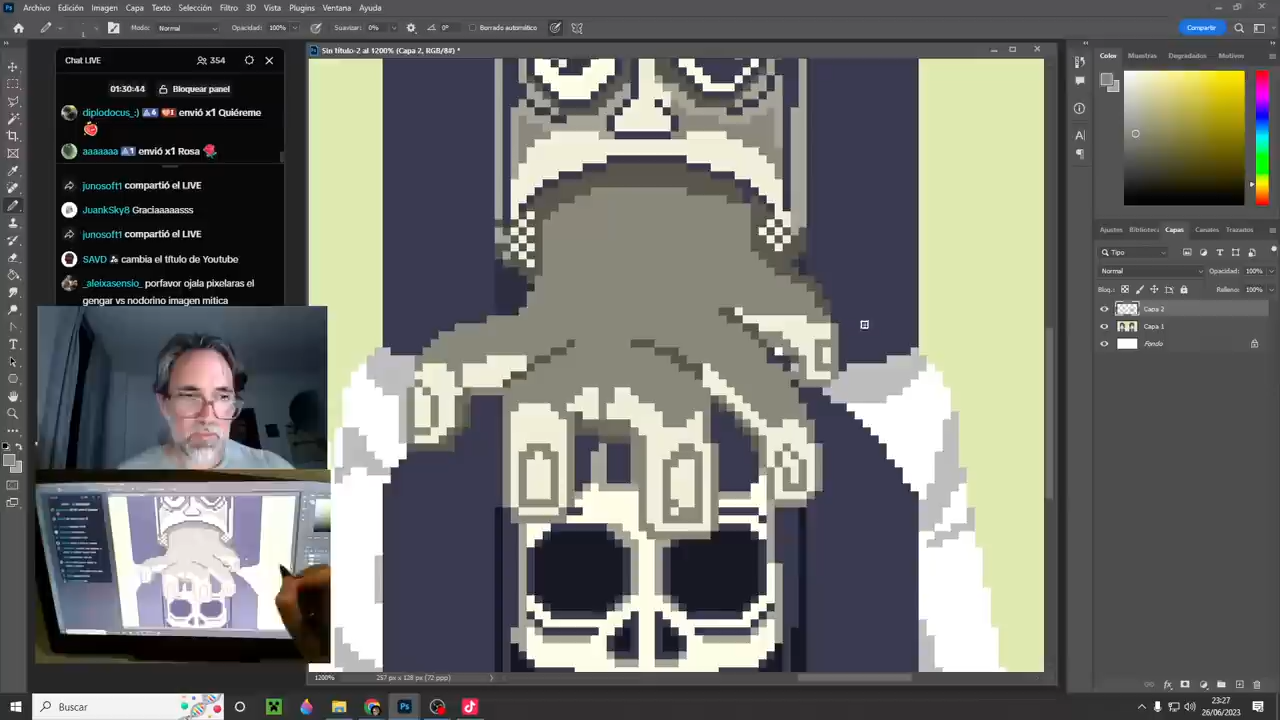 Archivo Edición Imagen Capa Texto Selección Filtro 3D Vista Plugins Ventana Ayuda
Modo: Normal Opacidad: 100% Suavizar: 0% 0° Borrado automático Compartir
Sin título-2 al 1200% (Capa 2, RGB/8#) *
Chat LIVE 354
01:30:44 Bloquear panel
diplodocus_:) 6 1 envió x1 Quiéreme
aaaaaaa 1 envió x1 Rosa
junosoft1 compartió el LIVE
JuankSky8 Graciaaaaasss
junosoft1 compartió el LIVE
SAVD cambia el título de Youtube
_aleixasensio_ porfavor ojala pixelaras el
gengar vs nodorino imagen mitica
Color Muestras Degradados Motivos
Ajustes Bibliotec Capas Canales Trazados
Tipo
Normal Opacidad: 100%
Bloq.: Relleno: 100%
Capa 2
Capa 1
Fondo
1200% 257 px x 128 px (72 ppp)
Buscar
23:27
26/06/2023